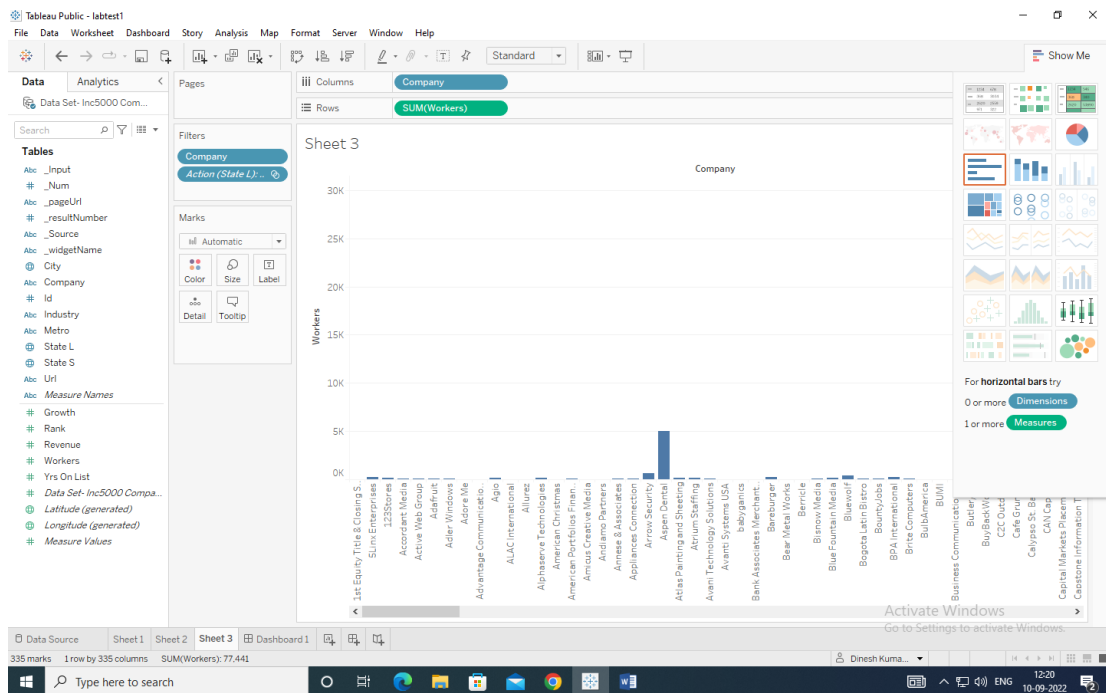 Tableau Public - labtest1
File Data Worksheet Dashboard Story Analysis Map Format Server Window Help
Standard
Show Me
Data Analytics
Data Set- Inc5000 Com...
Search
Tables
Abc _Input
# _Num
Abc _pageUrl
# _resultNumber
Abc _Source
Abc _widgetName
City
Abc Company
# Id
Abc Industry
Abc Metro
State L
State S
Abc Url
Abc Measure Names
# Growth
# Rank
# Revenue
# Workers
# Yrs On List
# Data Set- Inc5000 Compa...
Latitude (generated)
Longitude (generated)
# Measure Values
Pages
Filters
Company
Action (State L): ..
Marks
Automatic
Color Size Label
Detail Tooltip
Columns Company
Rows SUM(Workers)
Sheet 3
Company
Workers
30K
25K
20K
15K
10K
5K
0K
1st Equity Title & Closing S..
5Linx Enterprises
123Stores
Accordant Media
Active Web Group
Adafruit
Adler Windows
Adore Me
Advantage Communicatio..
Agio
ALAC International
Allurez
Alphaserve Technologies
American Christmas
American Portfolios Finan..
Amicus Creative Media
Andiamo Partners
Annese & Associates
Appliances Connection
Arrow Security
Aspen Dental
Atlas Painting and Sheeting
Atrium Staffing
Avani Technology Solutions
Avanti Systems USA
babyganics
Bank Associates Merchant..
Bareburger
Bear Metal Works
Berricle
Bisnow Media
Blue Fountain Media
Bluewolf
Bogota Latin Bistro
BountyJobs
BPA International
Brite Computers
BulbAmerica
BUMI
Business Communicatio
Butler
BuyBackWo
C2C Outd
Cafe Grun
Calypso St. Ba
CAN Cap
Capital Markets Placem
Capstone Information T
For horizontal bars try
0 or more Dimensions
1 or more Measures
Activate Windows
Go to Settings to activate Windows.
Data Source Sheet 1 Sheet 2 Sheet 3 Dashboard 1
335 marks 1 row by 335 columns SUM(Workers): 77,441
Dinesh Kuma...
Type here to search
ENG
12:20
10-09-2022
2